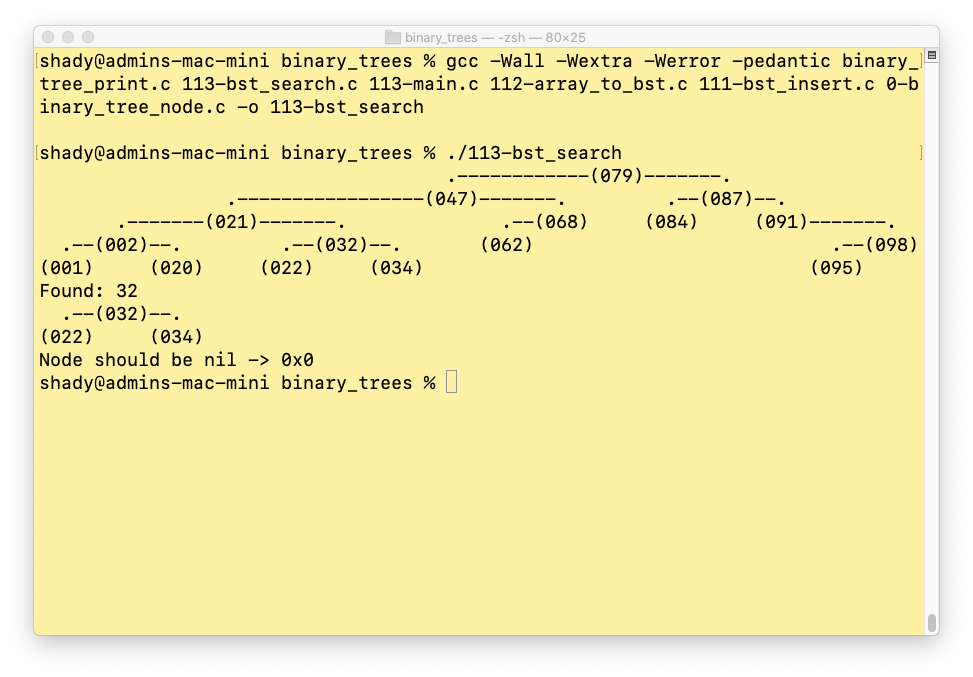 binary_trees — -zsh — 80×25
[shady@admins-mac-mini binary_trees % gcc -Wall -Wextra -Werror -pedantic binary_]
tree_print.c 113-bst_search.c 113-main.c 112-array_to_bst.c 111-bst_insert.c 0-b
inary_tree_node.c -o 113-bst_search

[shady@admins-mac-mini binary_trees % ./113-bst_search                           ]
                                     .------------(079)-------.
                 .-----------------(047)-------.         .--(087)--.
       .-------(021)-------.              .--(068)     (084)     (091)-------.
  .--(002)--.         .--(032)--.       (062)                           .--(098)
(001)     (020)     (022)     (034)                                   (095)
Found: 32
  .--(032)--.
(022)     (034)
Node should be nil -> 0x0
shady@admins-mac-mini binary_trees %